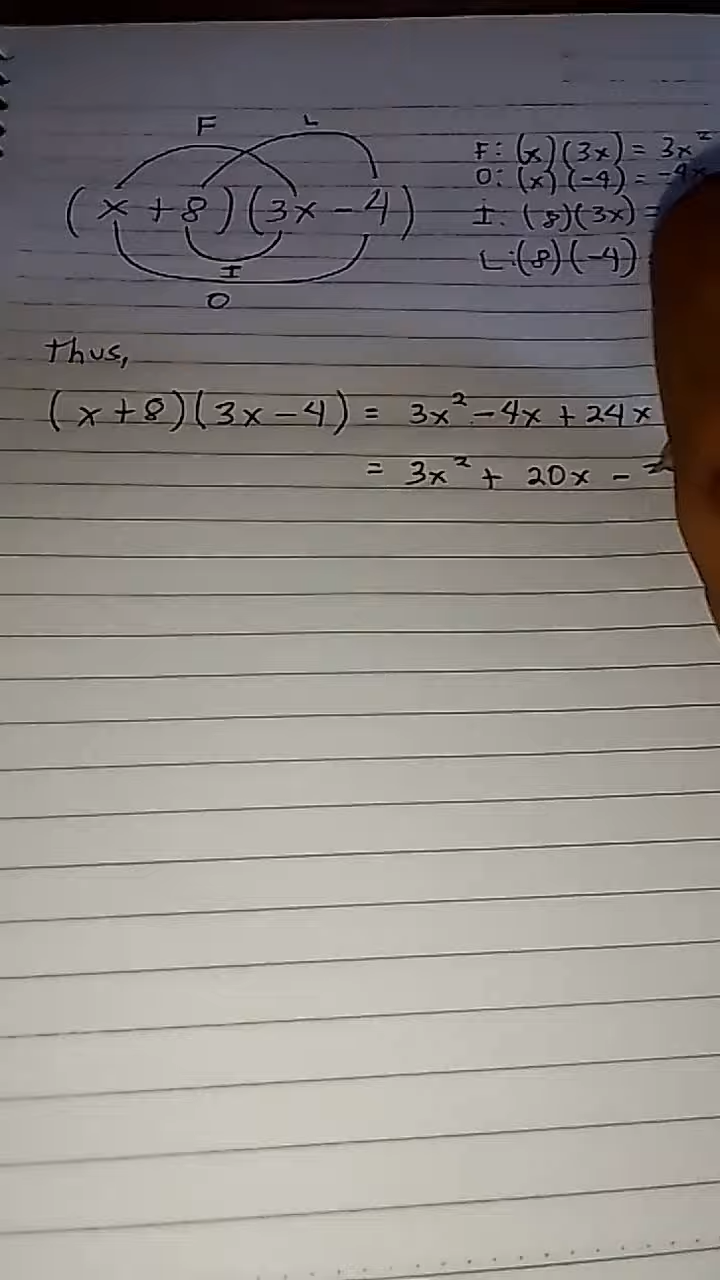 F L
(x + 8)(3x - 4)
I
O
F: (x)(3x) = 3x²
O: (x)(-4) = -4x
I: (8)(3x) =
L: (8)(-4)
Thus,
(x + 8)(3x - 4) = 3x² - 4x + 24x
= 3x² + 20x -